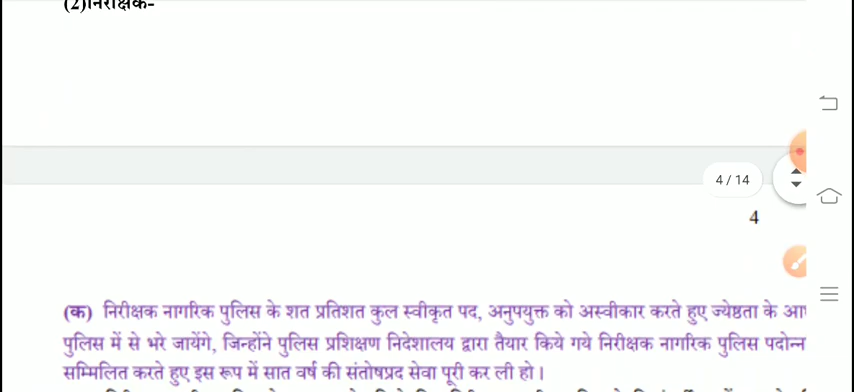 (2)निरीक्षक-
4 / 14
4
(क) निरीक्षक नागरिक पुलिस के शत प्रतिशत कुल स्वीकृत पद, अनुपयुक्त को अस्वीकार करते हुए ज्येष्ठता के
पुलिस में से भरे जायेंगे, जिन्होंने पुलिस प्रशिक्षण निदेशालय द्वारा तैयार किये गये निरीक्षक नागरिक पुलिस
सम्मिलित करते हुए इस रूप में सात वर्ष की संतोषप्रद सेवा पूरी कर ली हो।